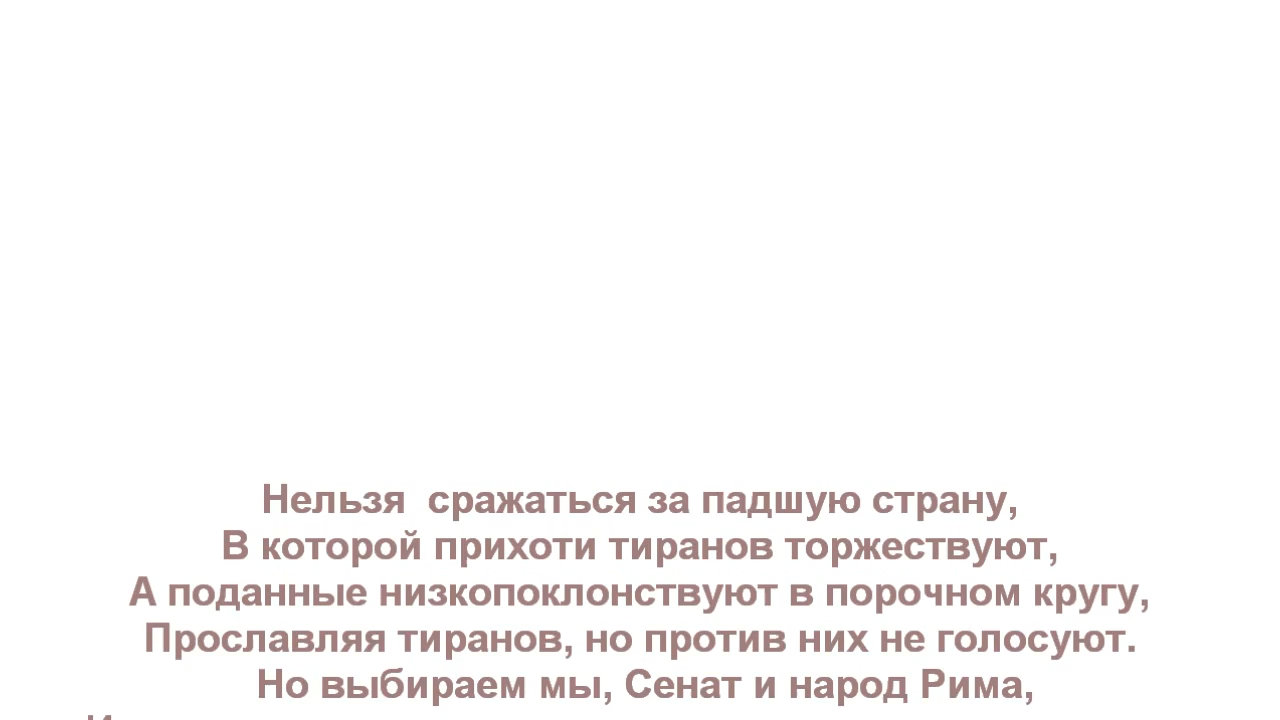 Нельзя  сражаться за падшую страну,
В которой прихоти тиранов торжествуют,
А поданные низкопоклонствуют в порочном кругу,
Прославляя тиранов, но против них не голосуют.
Но выбираем мы, Сенат и народ Рима,